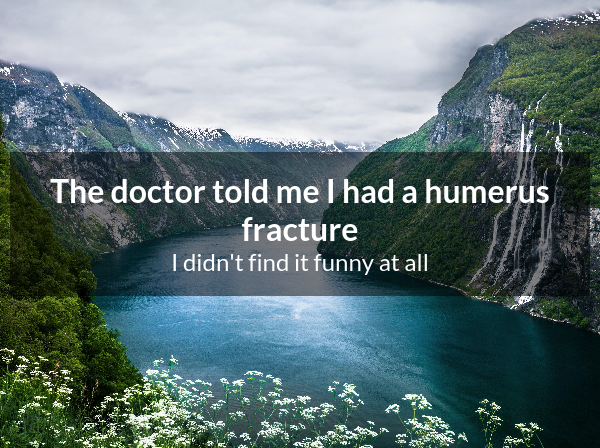 The doctor told me I had a humerus
fracture
I didn't find it funny at all